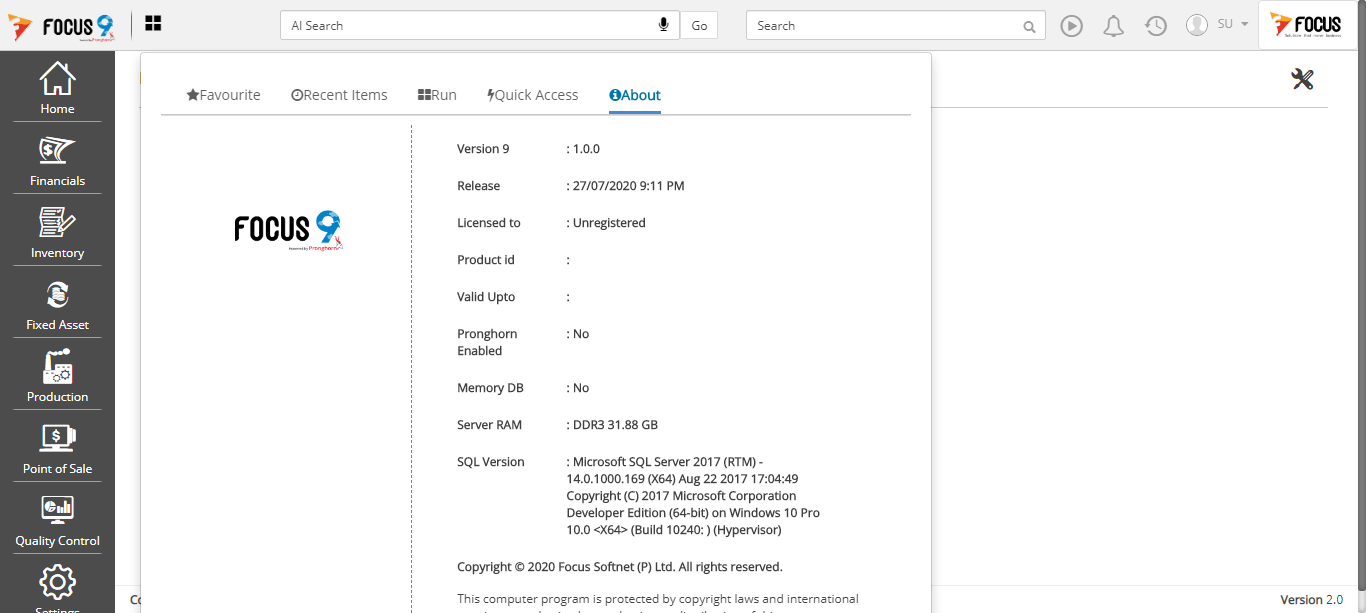 FOCUS 9
AI Search
Go
Search
SU
FOCUS
Home
Financials
Inventory
Fixed Asset
Production
Point of Sale
Quality Control
Settings
Favourite
Recent Items
Run
Quick Access
About
FOCUS 9
Powered by Pronghorn
Version 9 : 1.0.0
Release : 27/07/2020 9:11 PM
Licensed to : Unregistered
Product id :
Valid Upto :
Pronghorn : No
Enabled
Memory DB : No
Server RAM : DDR3 31.88 GB
SQL Version : Microsoft SQL Server 2017 (RTM) -
14.0.1000.169 (X64) Aug 22 2017 17:04:49
Copyright (C) 2017 Microsoft Corporation
Developer Edition (64-bit) on Windows 10 Pro
10.0 <X64> (Build 10240: ) (Hypervisor)
Copyright © 2020 Focus Softnet (P) Ltd. All rights reserved.
This computer program is protected by copyright laws and international
Version 2.0